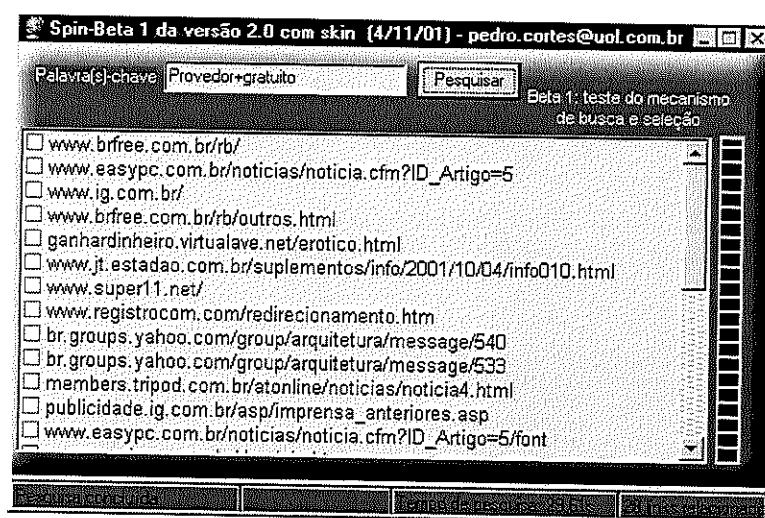 Spin-Beta 1 da versão 2.0 com skin (4/11/01) - pedro.cortes@uol.com.br
Palavra(s)-chave Provedor+gratuito Pesquisar
Beta 1: teste do mecanismo
de busca e seleção
www.brfree.com.br/rb/
www.easypc.com.br/noticias/noticia.cfm?ID_Artigo=5
www.ig.com.br/
www.brfree.com.br/rb/outros.html
ganhardinheiro.virtualave.net/erotico.html
www.jt.estadao.com.br/suplementos/info/2001/10/04/info010.html
www.super11.net/
www.registrocom.com/redirecionamento.htm
br.groups.yahoo.com/group/arquitetura/message/540
br.groups.yahoo.com/group/arquitetura/message/533
members.tripod.com.br/atonline/noticias/noticia4.html
publicidade.ig.com.br/asp/imprensa_anteriores.asp
www.easypc.com.br/noticias/noticia.cfm?ID_Artigo=5/font
Pesquisa concluída